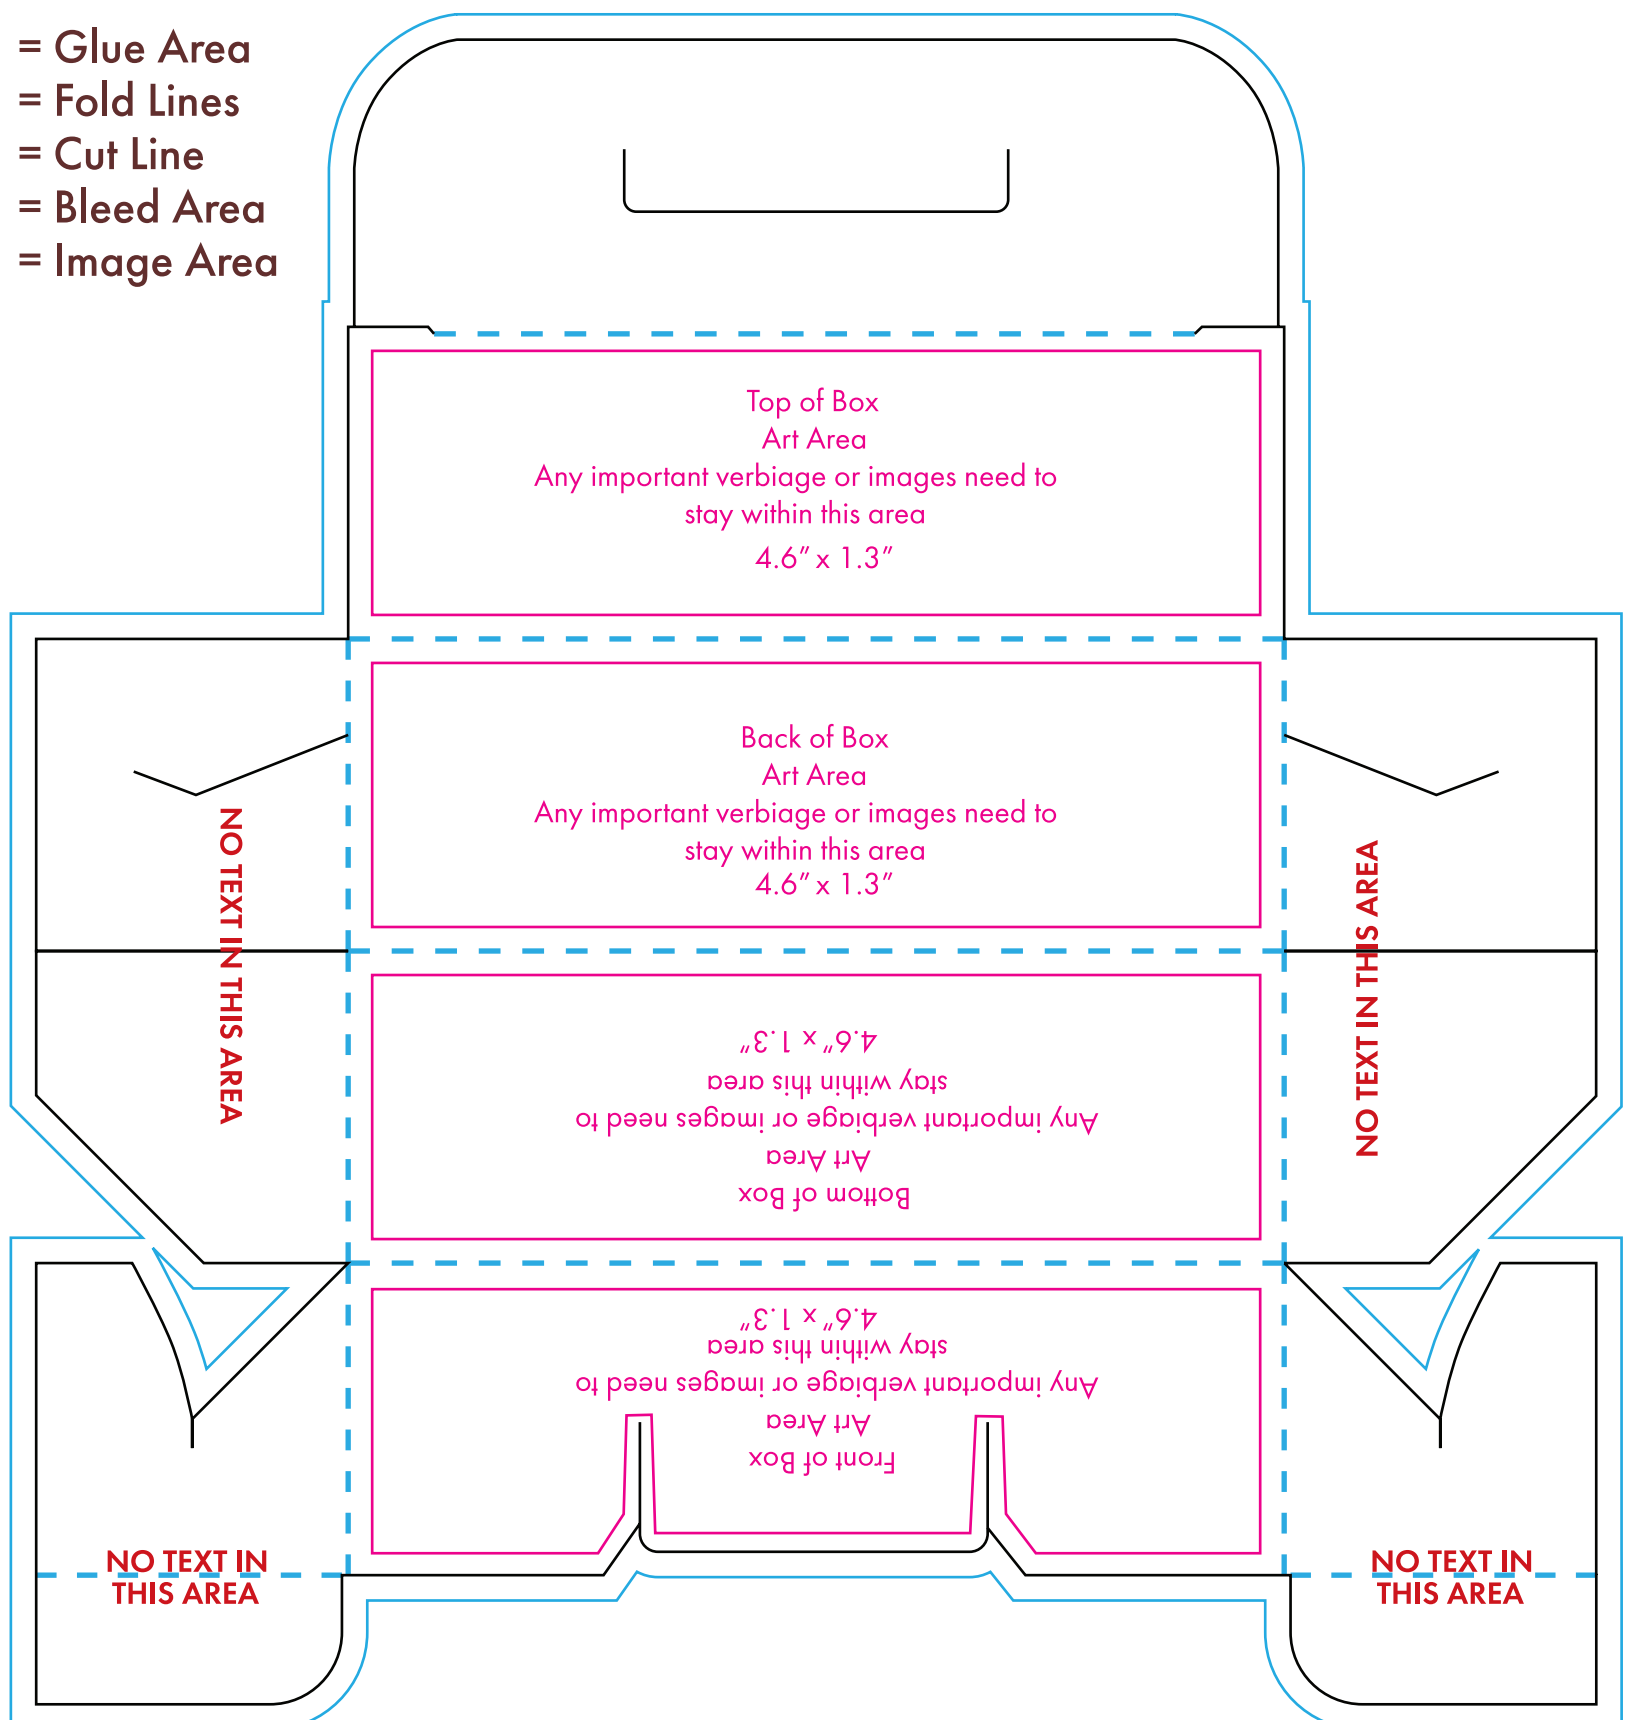 = Glue Area
= Fold Lines
= Cut Line
= Bleed Area
= Image Area
Top of Box
Art Area
Any important verbiage or images need to
stay within this area
4.6” x 1.3”
Back of Box
Art Area
Any important verbiage or images need to
stay within this area
4.6” x 1.3”
NO TEXT IN THIS AREA
NO TEXT IN THIS AREA
Bottom of Box
Art Area
Any important verbiage or images need to
stay within this area
4.6” x 1.3”
Front of Box
Art Area
Any important verbiage or images need to
stay within this area
4.6” x 1.3”
NO TEXT IN
THIS AREA
NO TEXT IN
THIS AREA